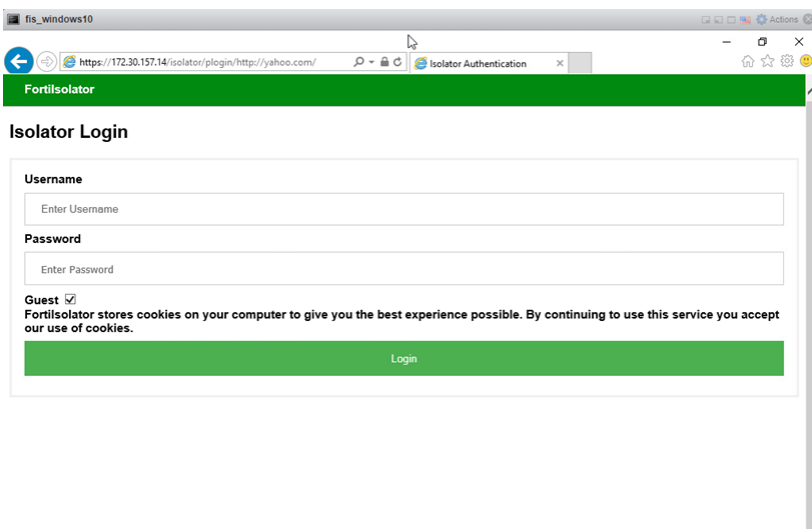 fis_windows10
Actions
https://172.30.157.14/isolator/plogin/http://yahoo.com/
Isolator Authentication
FortiIsolator
Isolator Login
Username
Enter Username
Password
Enter Password
Guest
FortiIsolator stores cookies on your computer to give you the best experience possible. By continuing to use this service you accept
our use of cookies.
Login